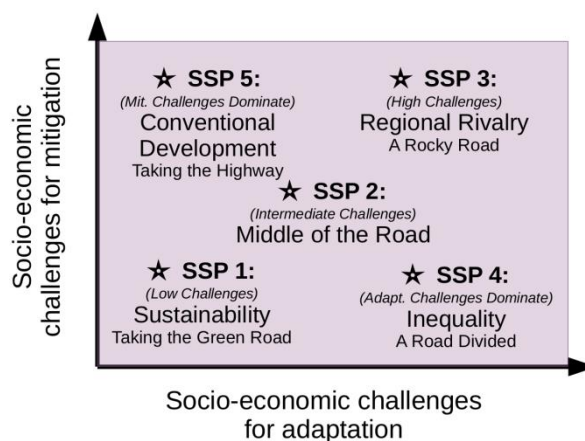 Socio-economic
challenges for mitigation
SSP 5:
(Mit. Challenges Dominate)
Conventional
Development
Taking the Highway
SSP 3:
(High Challenges)
Regional Rivalry
A Rocky Road
SSP 2:
(Intermediate Challenges)
Middle of the Road
SSP 1:
(Low Challenges)
Sustainability
Taking the Green Road
SSP 4:
(Adapt. Challenges Dominate)
Inequality
A Road Divided
Socio-economic challenges
for adaptation